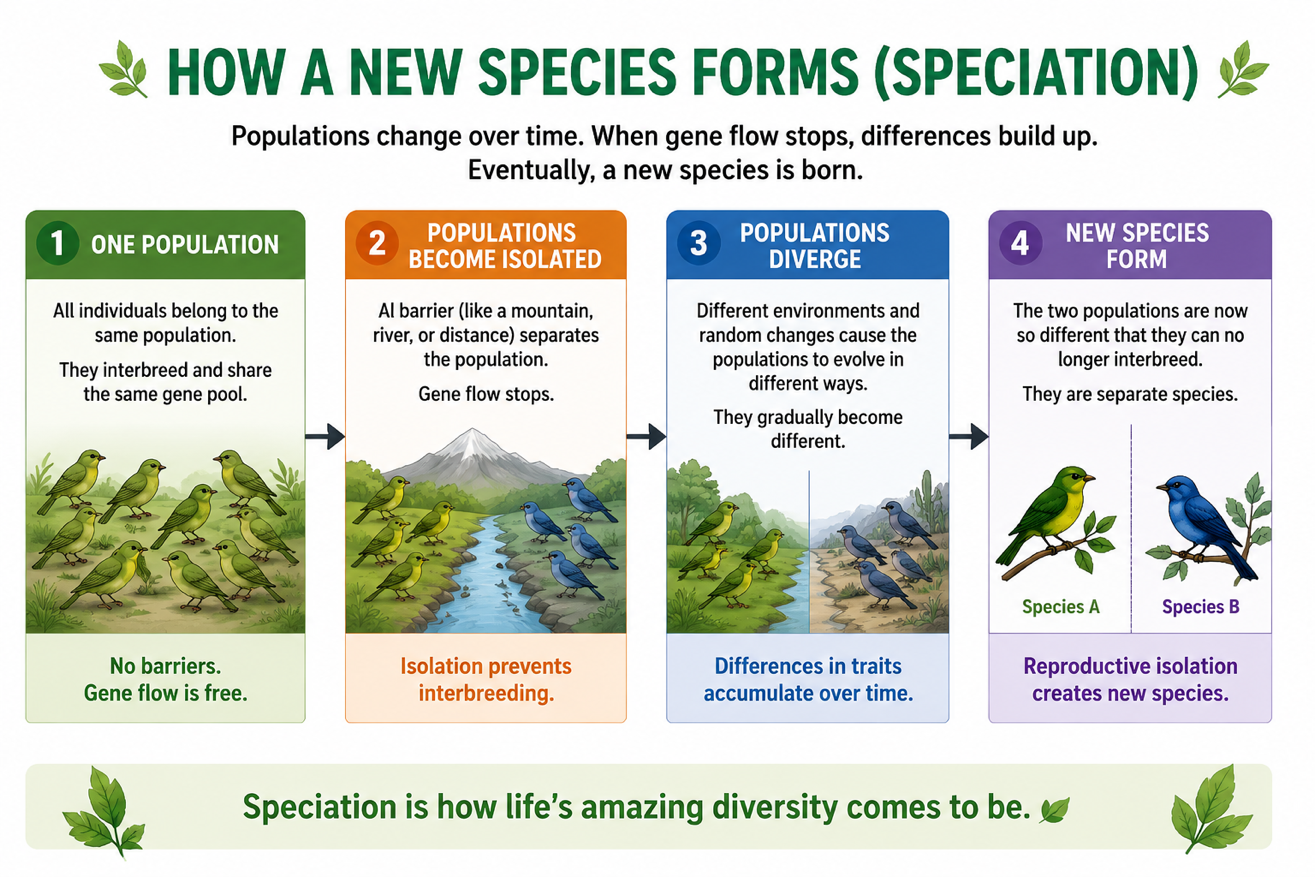 HOW A NEW SPECIES FORMS (SPECIATION)
Populations change over time. When gene flow stops, differences build up.
Eventually, a new species is born.
1 ONE POPULATION
All individuals belong to the
same population.
They interbreed and share
the same gene pool.
No barriers.
Gene flow is free.
2 POPULATIONS
BECOME ISOLATED
Al barrier (like a mountain,
river, or distance) separates
the population.
Gene flow stops.
Isolation prevents
interbreeding.
3 POPULATIONS
DIVERGE
Different environments and
random changes cause the
populations to evolve in
different ways.
They gradually become
different.
Differences in traits
accumulate over time.
4 NEW SPECIES
FORM
The two populations are now
so different that they can no
longer interbreed.
They are separate species.
Species A
Species B
Reproductive isolation
creates new species.
Speciation is how life's amazing diversity comes to be.